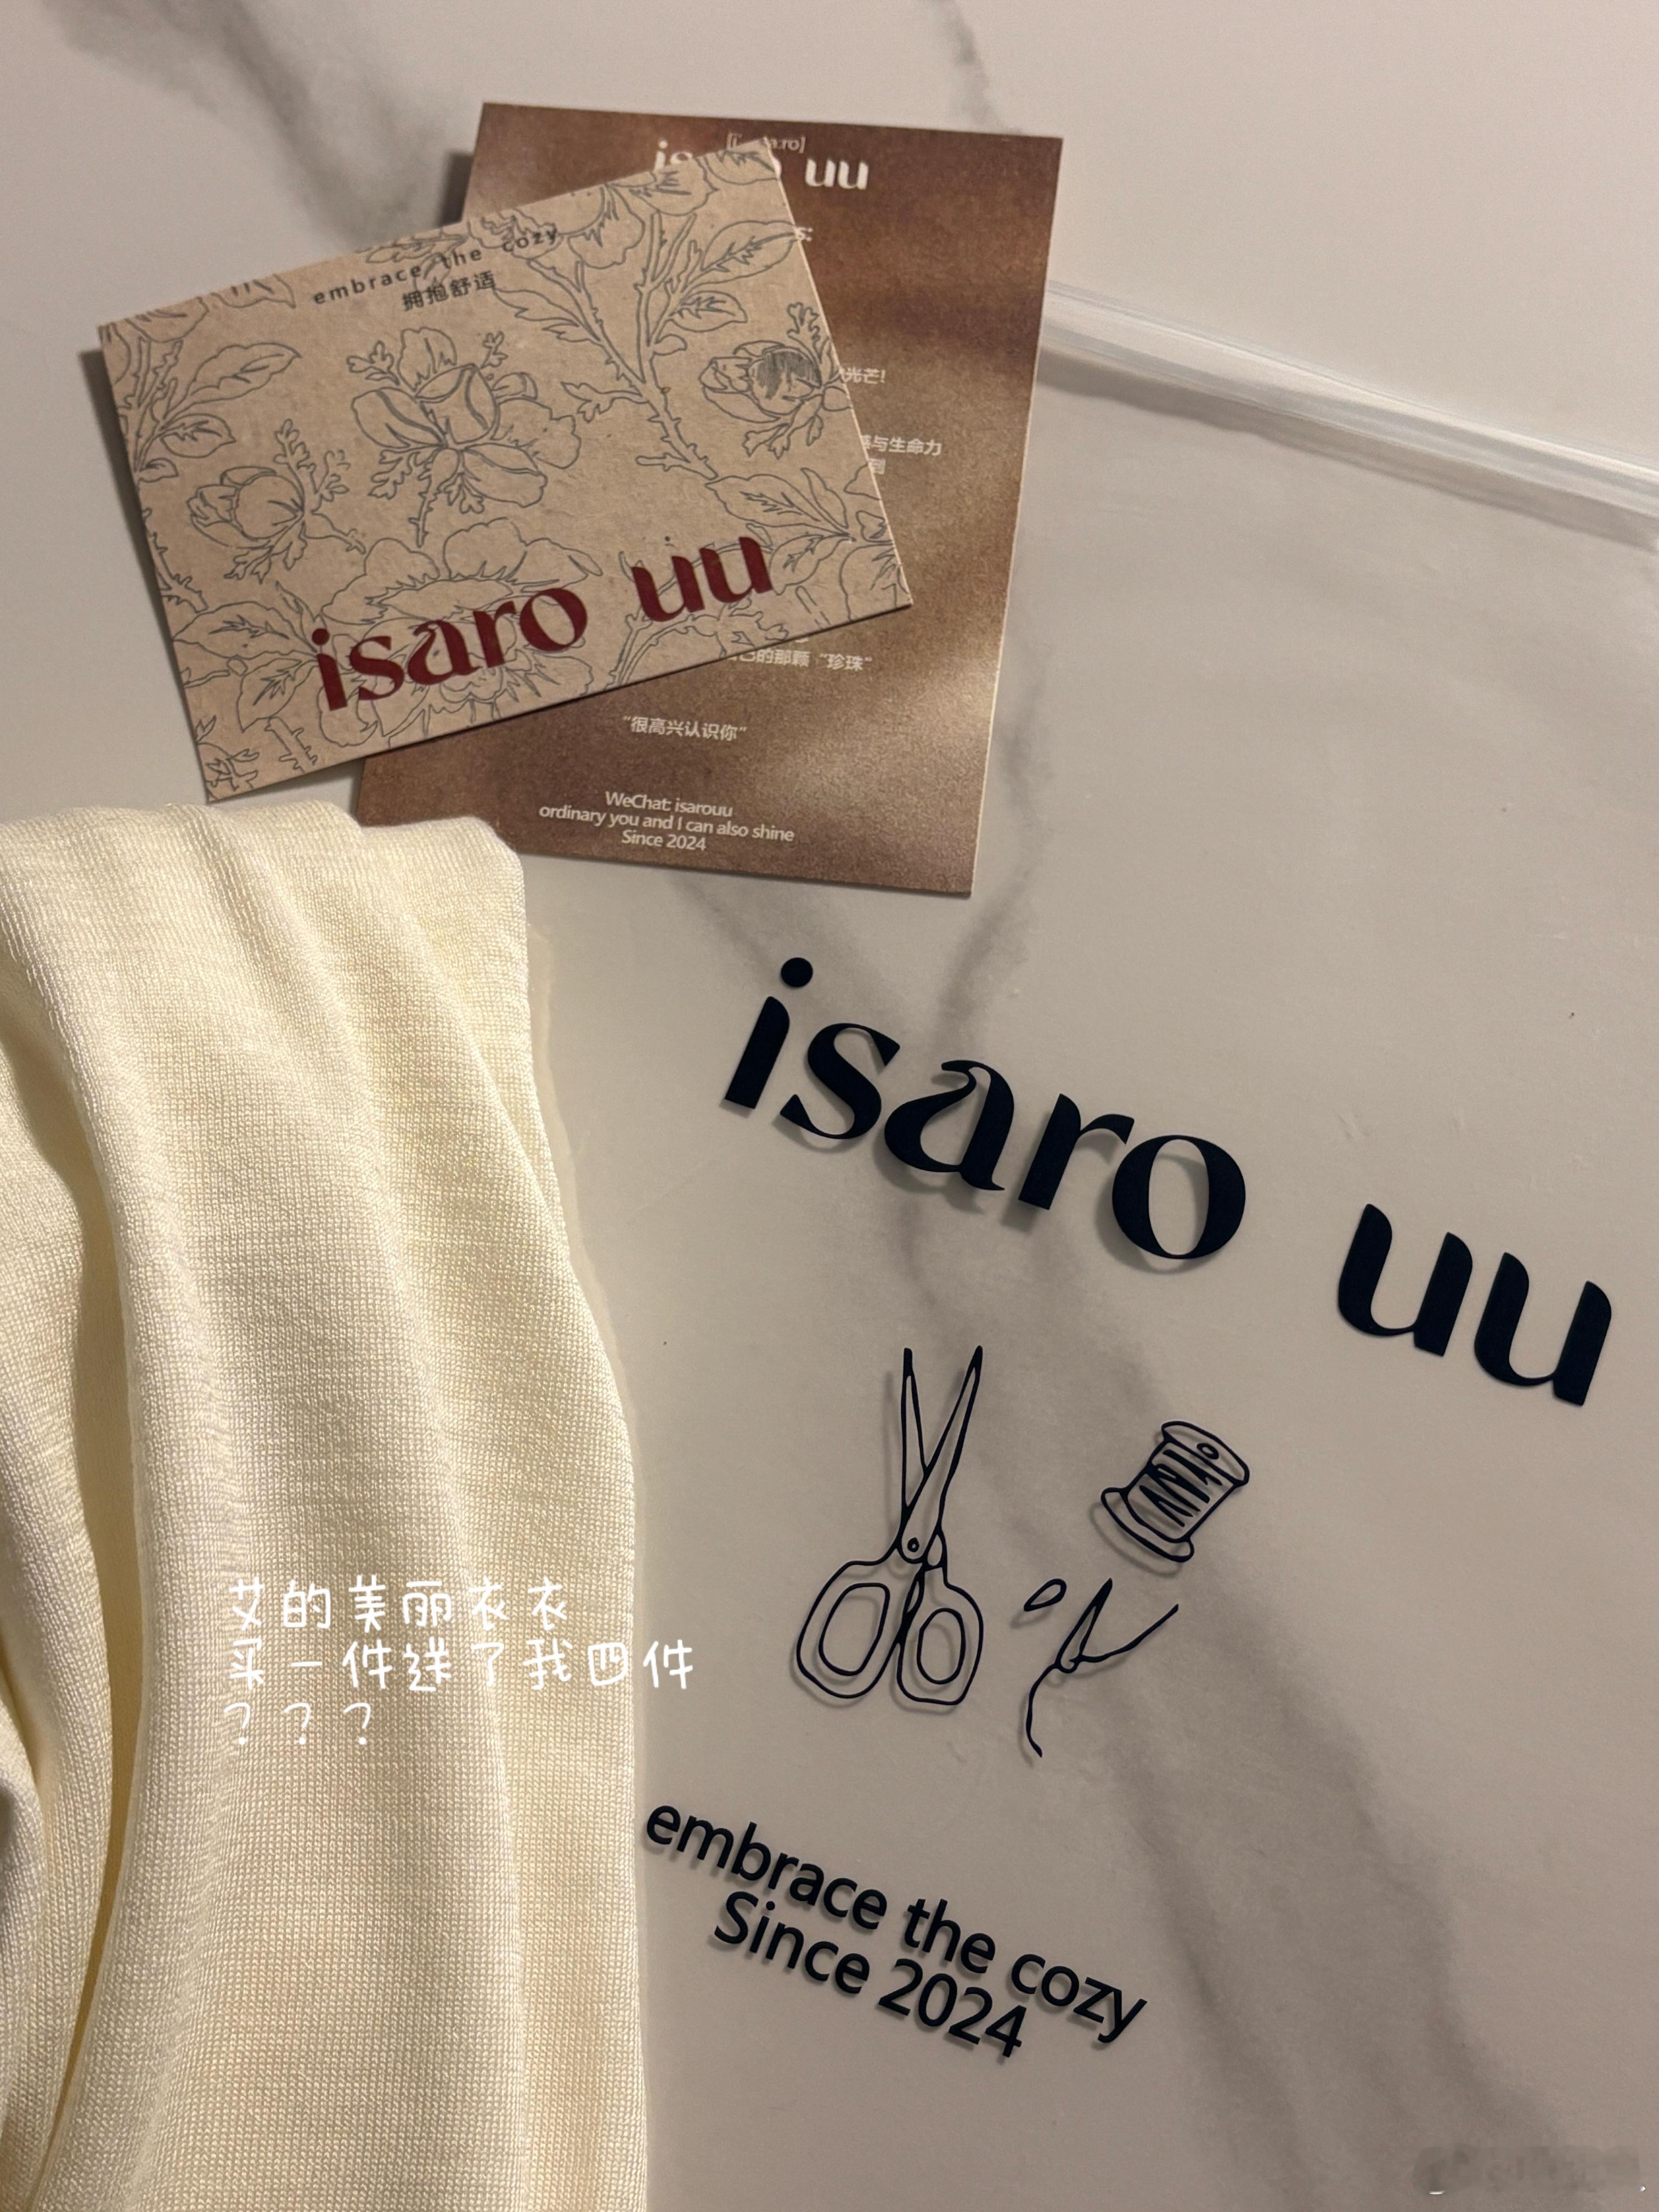 isaro uu
光芒!
与生命力
的那颗 "珍珠"
"很高兴认识你"
WeChat: isarouu
ordinary you and I can also shine
Since 2024
embrace the cozy
拥抱舒适
isaro uu
isaro uu
embrace the cozy
Since 2024
艾的美丽衣衣
买一件送了我四件
???